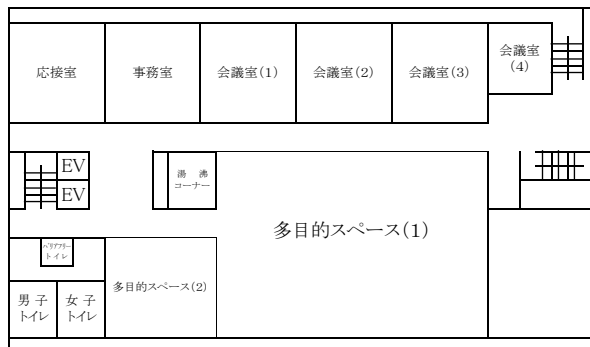 応接室
事務室
会議室(1)
会議室(2)
会議室(3)
会議室
(4)
EV
EV
湯 沸
コーナー
多目的スペース(1)
バリアフリー
トイレ
多目的スペース(2)
男 子
トイレ
女 子
トイレ